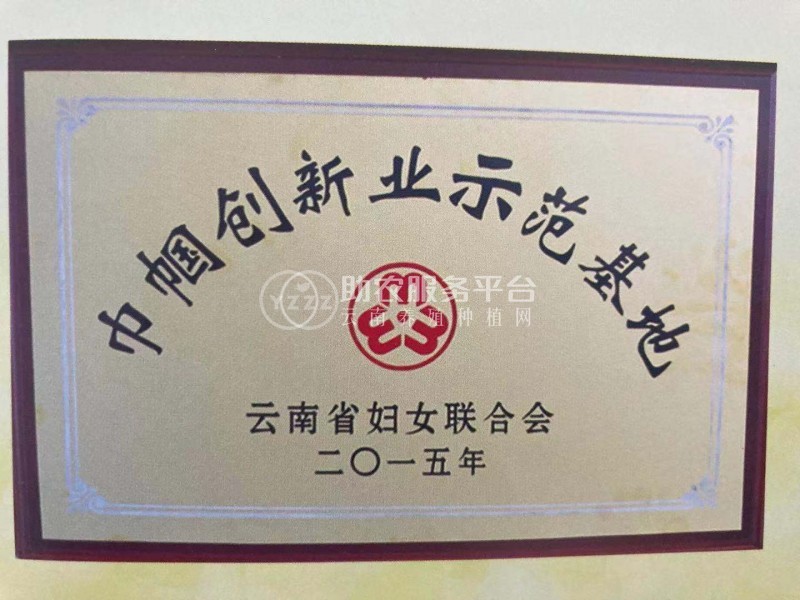 巾帼创新业示范基地
YZZZ 助农服务平台
云南养殖种植网
云南省妇女联合会
二〇一五年